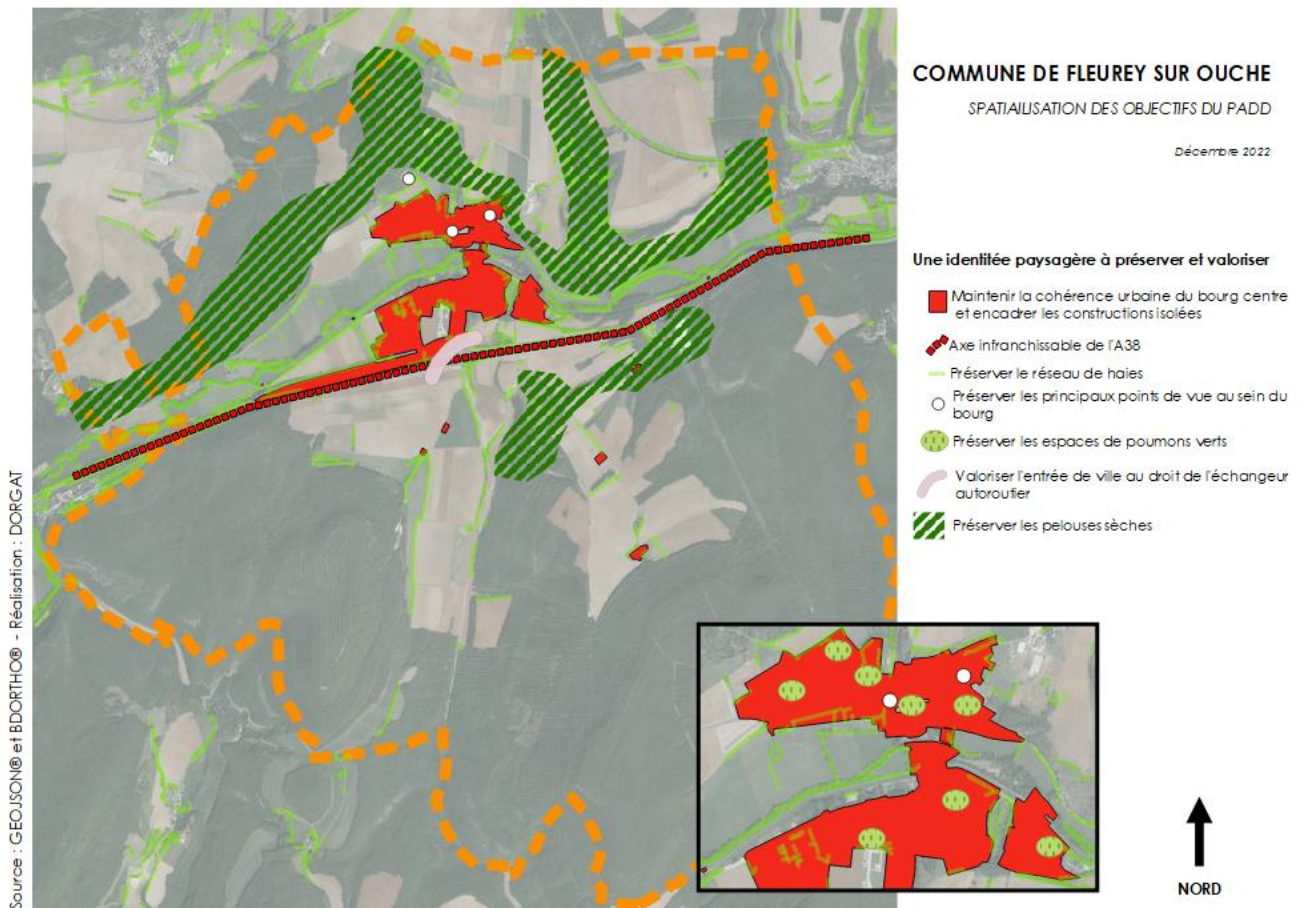 COMMUNE DE FLEUREY SUR OUCHE
SPATIAILISATION DES OBJECTIFS DU PADD
Décembre 2022
Une identitée paysagère à préserver et valoriser
Maintenir la cohérence urbaine du bourg centre
et encadrer les constructions isolées
Axe infranchissable de l'A38
Préserver le réseau de haies
Préserver les principaux points de vue au sein du
bourg
Préserver les espaces de poumons verts
Valoriser l'entrée de ville au droit de l'échangeur
autoroutier
Préserver les pelouses sèches
NORD
Source : GEOJSON® et BDORTHO® - Réalisation : DORGAT